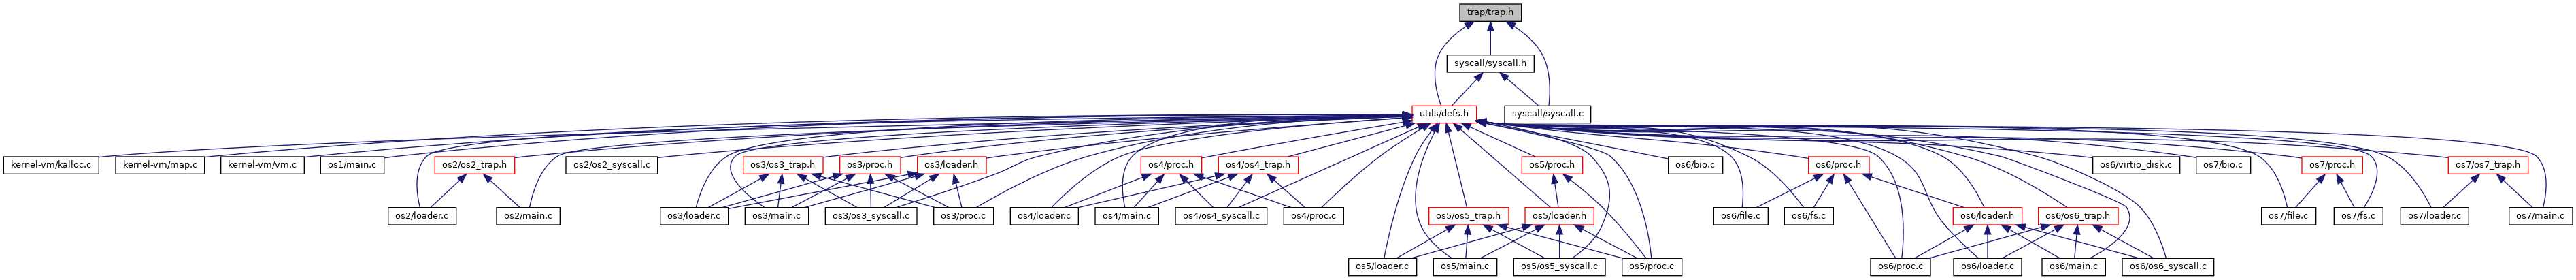 trap/trap.h
syscall/syscall.h
utils/defs.h
syscall/syscall.c
kernel-vm/kalloc.c
kernel-vm/map.c
kernel-vm/vm.c
os1/main.c
os2/os2_trap.h
os2/os2_syscall.c
os3/os3_trap.h
os3/proc.h
os3/loader.h
os4/proc.h
os4/os4_trap.h
os5/proc.h
os6/bio.c
os6/proc.h
os6/virtio_disk.c
os7/bio.c
os7/proc.h
os7/os7_trap.h
os2/loader.c
os2/main.c
os3/loader.c
os3/main.c
os3/os3_syscall.c
os3/proc.c
os4/loader.c
os4/main.c
os4/os4_syscall.c
os4/proc.c
os5/os5_trap.h
os5/loader.h
os6/file.c
os6/fs.c
os6/loader.h
os6/os6_trap.h
os7/file.c
os7/fs.c
os7/loader.c
os7/main.c
os5/loader.c
os5/main.c
os5/os5_syscall.c
os5/proc.c
os6/proc.c
os6/loader.c
os6/main.c
os6/os6_syscall.c